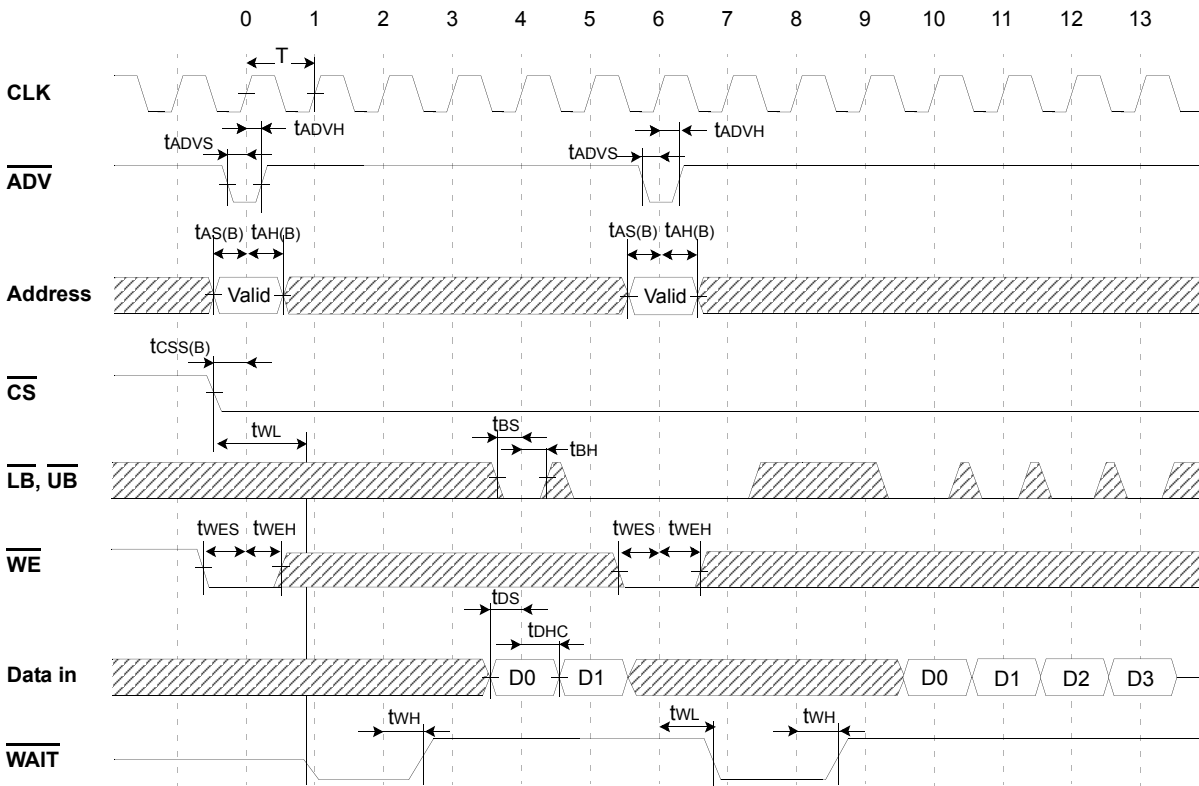 0 1 2 3 4 5 6 7 8 9 10 11 12 13
T
CLK
tADVH
tADVH
tADVS
tADVS
ADV
tAS(B) tAH(B)
tAS(B) tAH(B)
Address
Valid
Valid
tCSS(B)
CS
tWL
tBS
tBH
LB, UB
tWES tWEH
tWES tWEH
WE
tDS
tDHC
Data in
D0 D1
D0 D1 D2 D3
tWH
tWL
tWH
WAIT